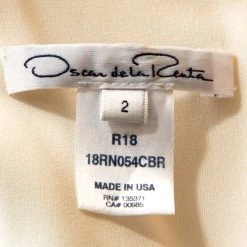 Oscar de la Renta
2
R18
18RN054CBR
MADE IN USA
RN# 135371
CA# 00985